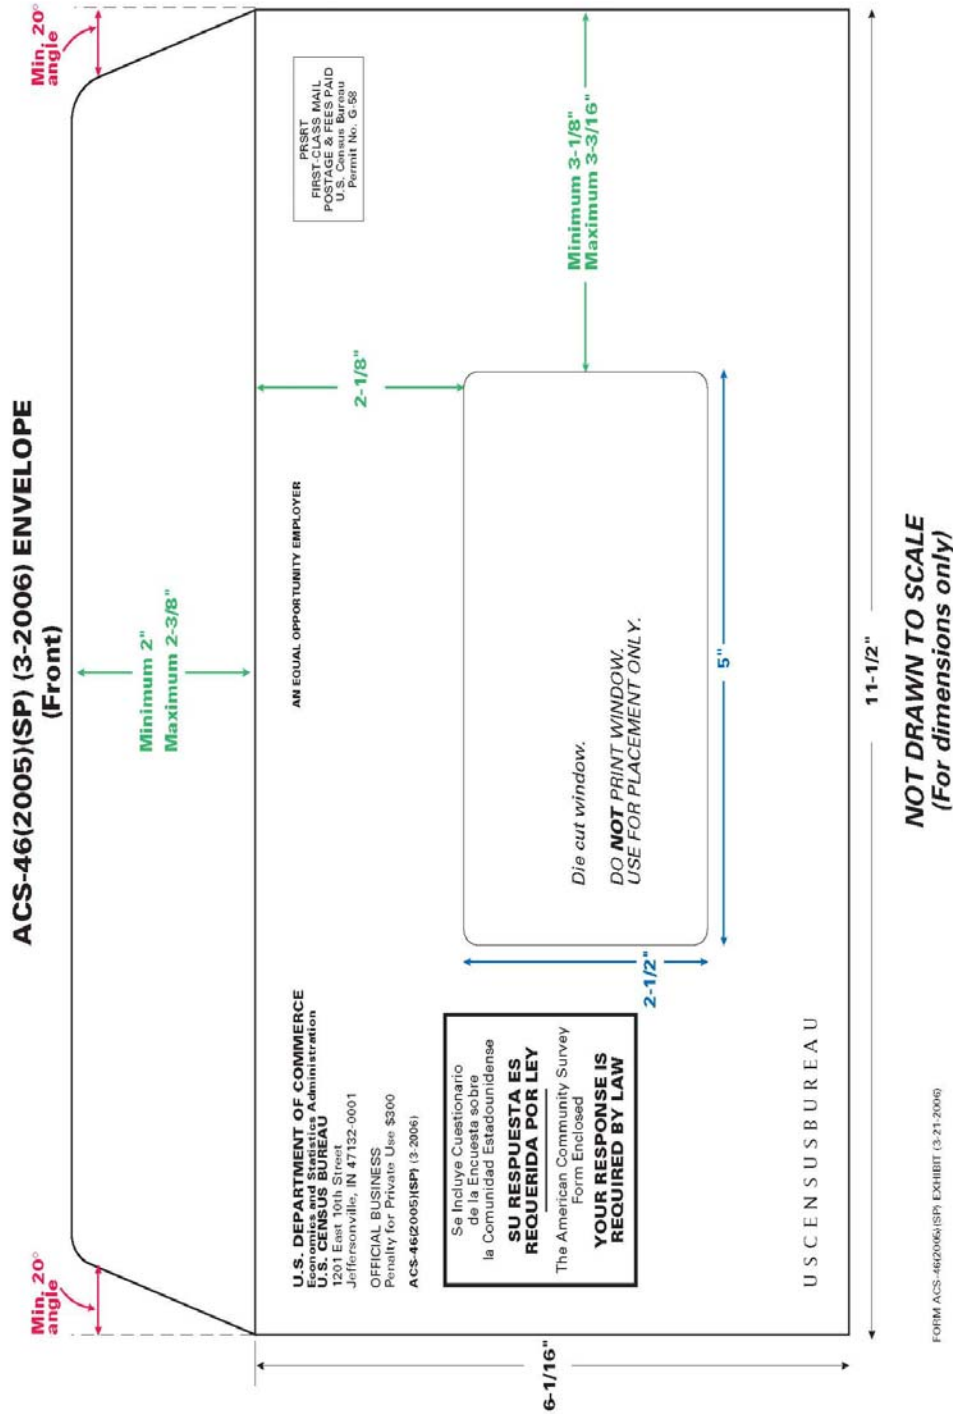 ACS-46(2005)(SP) (3-2006) ENVELOPE
(Front)
Min. 20°
angle
Min. 20°
angle
Minimum 2"
Maximum 2-3/8"
U.S. DEPARTMENT OF COMMERCE
Economics and Statistics Administration
U.S. CENSUS BUREAU
1201 East 10th Street
Jeffersonville, IN 47132-0001
OFFICIAL BUSINESS
Penalty for Private Use $300
ACS-46(2005)(SP) (3-2006)
AN EQUAL OPPORTUNITY EMPLOYER
PRSRT
FIRST-CLASS MAIL
POSTAGE & FEES PAID
U.S. Census Bureau
Permit No. G-58
2-1/8"
6-1/16"
Se Incluye Cuestionario
de la Encuesta sobre
la Comunidad Estadounidense
SU RESPUESTA ES
REQUERIDA POR LEY
The American Community Survey
Form Enclosed
YOUR RESPONSE IS
REQUIRED BY LAW
2-1/2"
Die cut window.
DO NOT PRINT WINDOW.
USE FOR PLACEMENT ONLY.
Minimum 3-1/8"
Maximum 3-3/16"
5"
USCENSUSBUREAU
11-1/2"
NOT DRAWN TO SCALE
(For dimensions only)
FORM ACS-46(2005)(SP) EXHIBIT (3-21-2006)